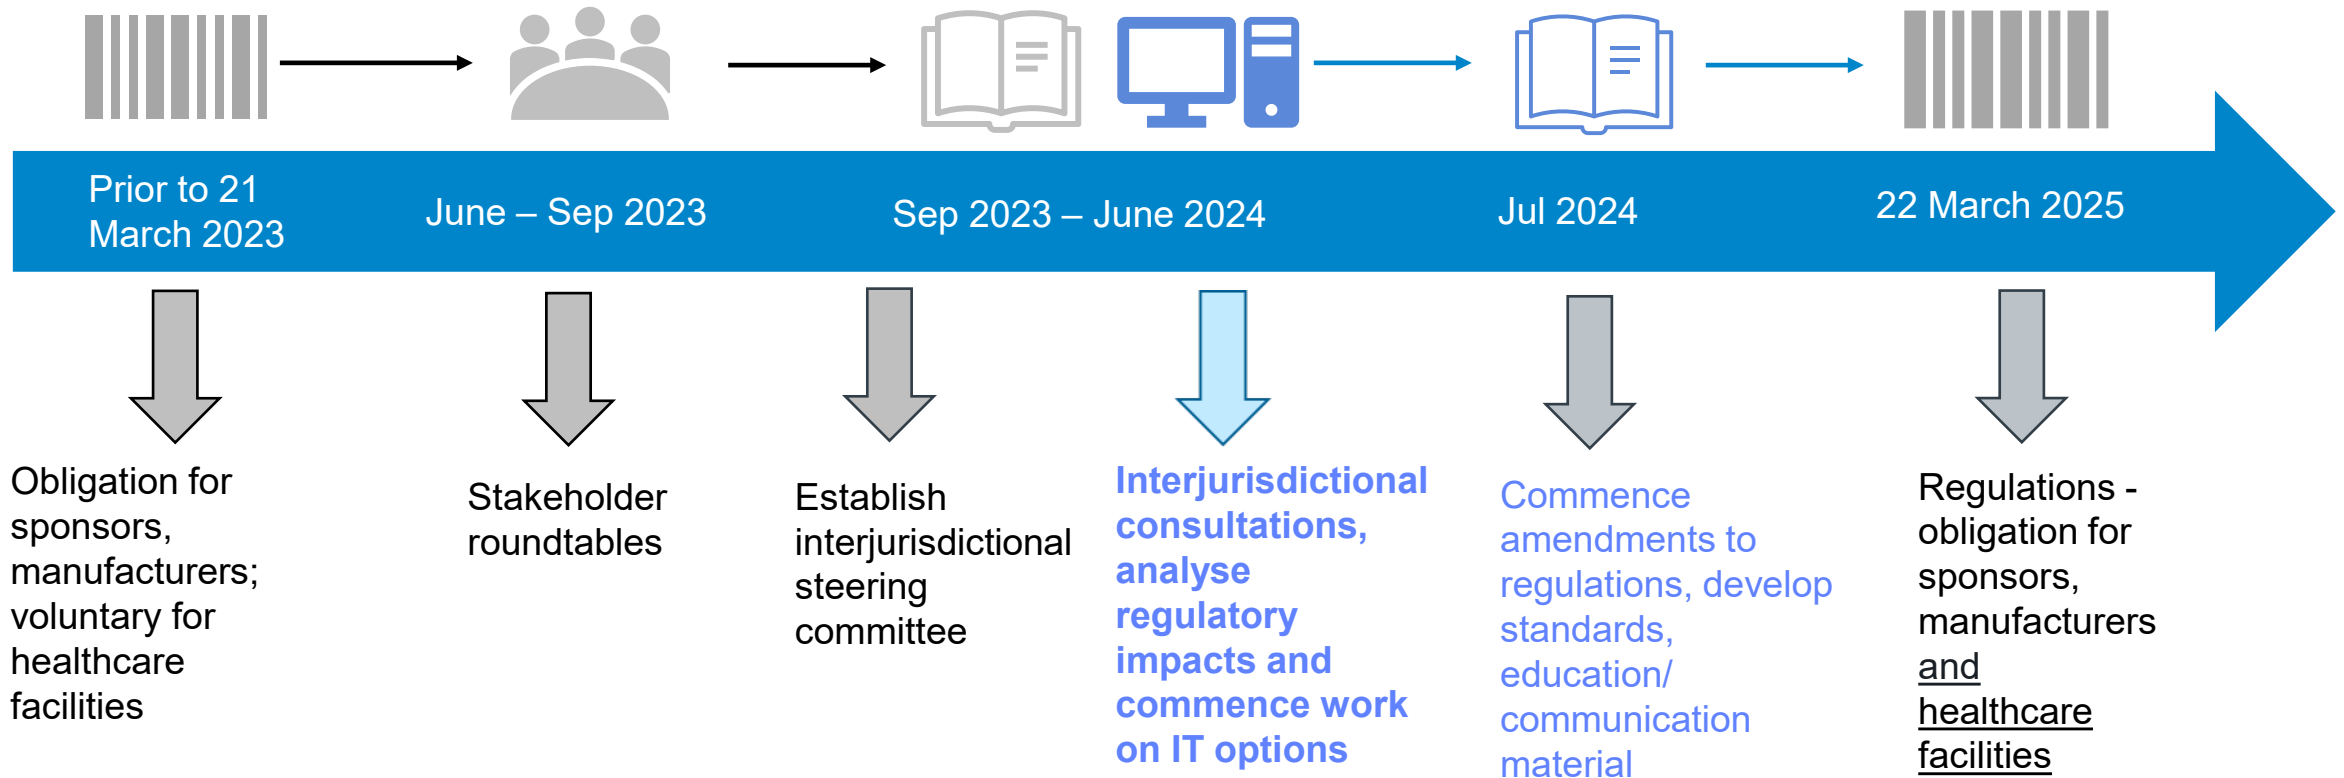 Prior to 21
March 2023
June – Sep 2023
Sep 2023 – June 2024
Jul 2024
22 March 2025
Obligation for
sponsors,
manufacturers;
voluntary for
healthcare
facilities
Stakeholder
roundtables
Establish
interjurisdictional
steering
committee
Interjurisdictional
consultations,
analyse
regulatory
impacts and
commence work
on IT options
Commence
amendments to
regulations, develop
standards,
education/
communication
material
Regulations -
obligation for
sponsors,
manufacturers
and
healthcare
facilities